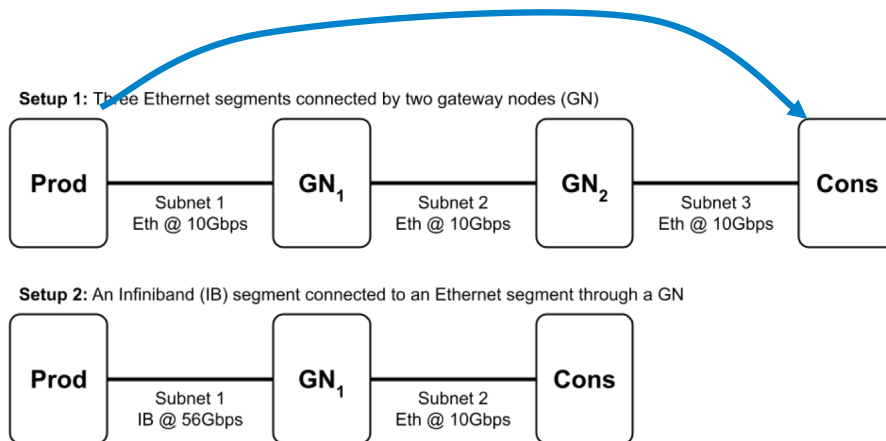 Setup 1: Three Ethernet segments connected by two gateway nodes (GN)
Prod
GN1
GN2
Cons
Subnet 1
Eth @ 10Gbps
Subnet 2
Eth @ 10Gbps
Subnet 3
Eth @ 10Gbps
Setup 2: An Infiniband (IB) segment connected to an Ethernet segment through a GN
Prod
GN1
Cons
Subnet 1
IB @ 56Gbps
Subnet 2
Eth @ 10Gbps